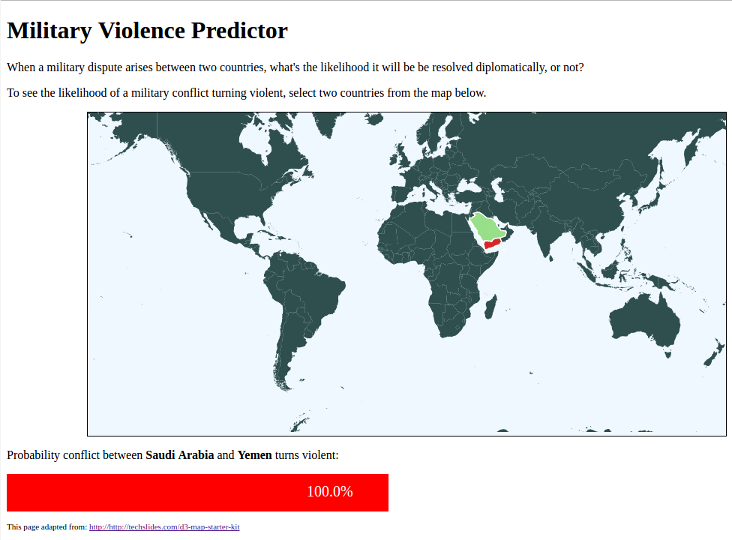 Military Violence Predictor
When a military dispute arises between two countries, what's the likelihood it will be be resolved diplomatically, or not?
To see the likelihood of a military conflict turning violent, select two countries from the map below.
Probability conflict between Saudi Arabia and Yemen turns violent:
100.0%
This page adapted from: http://http://techslides.com/d3-map-starter-kit